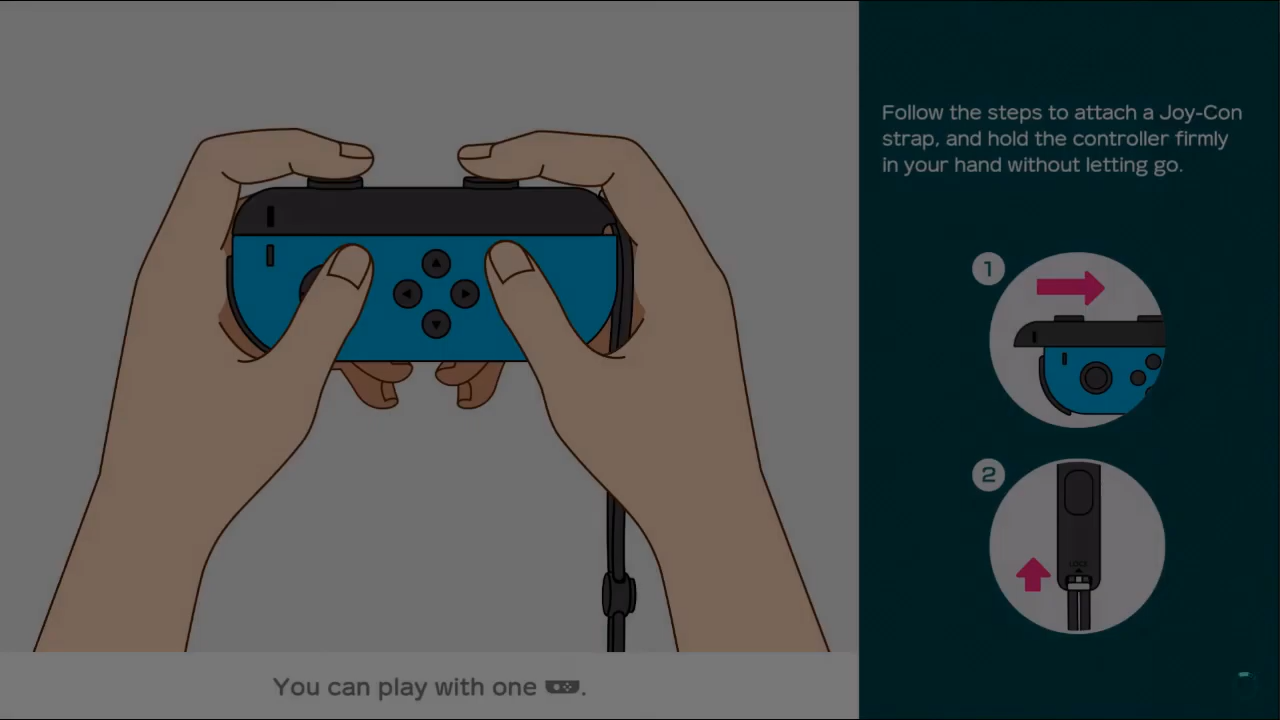 Follow the steps to attach a Joy-Con
strap, and hold the controller firmly
in your hand without letting go.
1
2
LOCK
You can play with one .